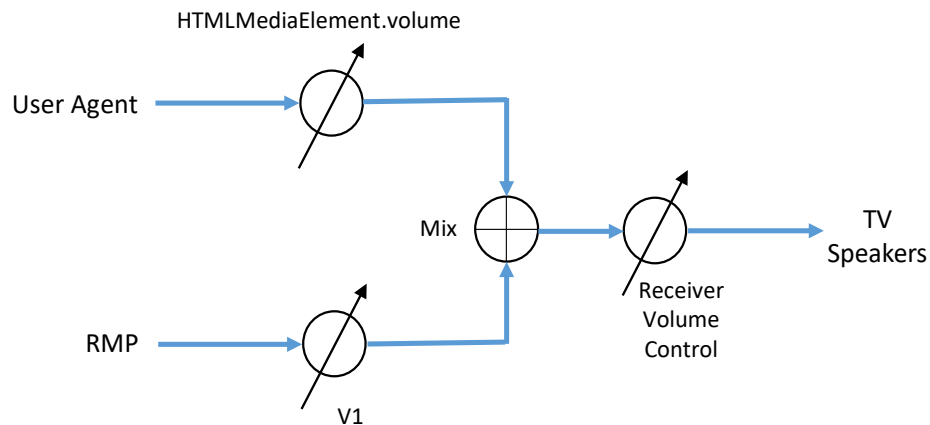 HTMLMediaElement.volume
User Agent
Mix
TV
Speakers
Receiver
Volume
Control
RMP
V1